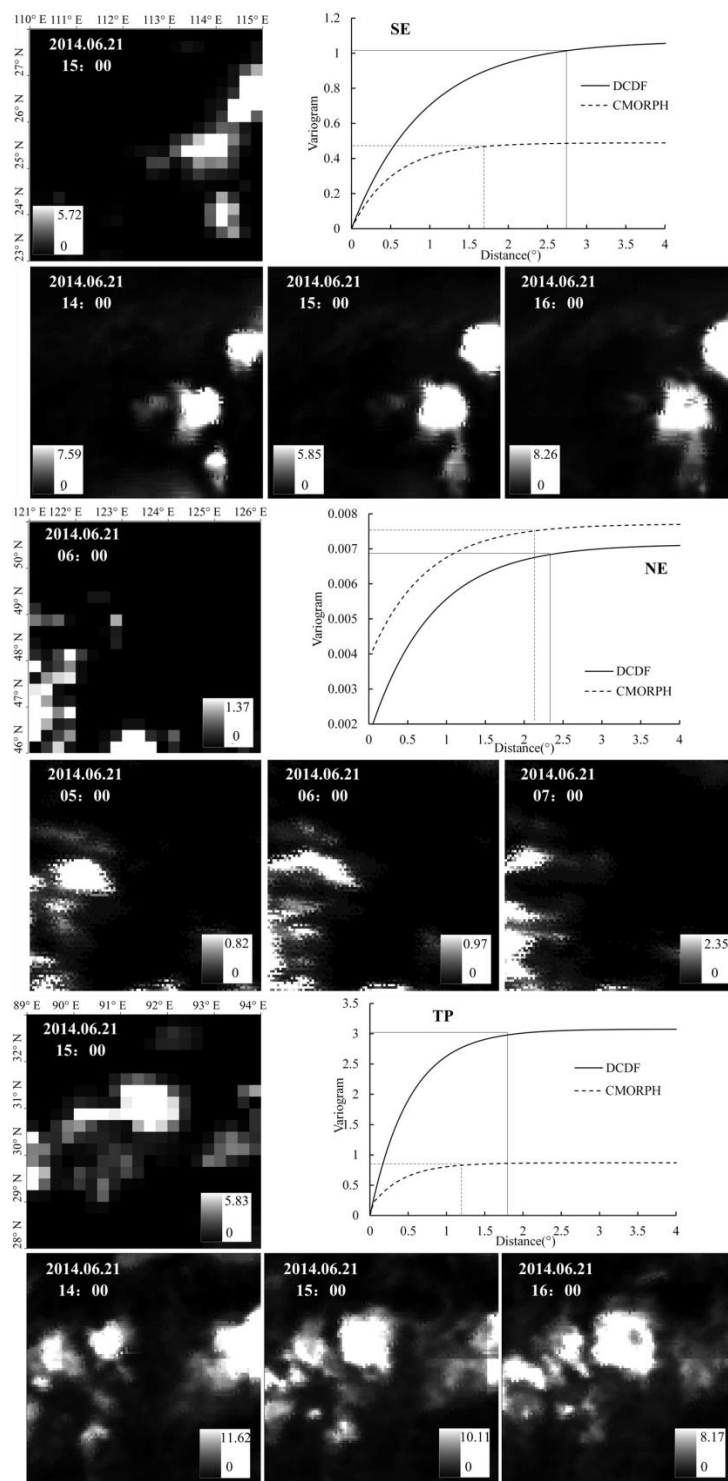 110° E 111° E 112° E 113° E 114° E 115° E
2014.06.21
15：00
27° N
26° N
25° N
24° N
23° N
5.72
0
SE
1.2
1
0.8
0.6
0.4
0.2
0
Variogram
DCDF
CMORPH
0 0.5 1 1.5 2 2.5 3 3.5 4
Distance(°)
2014.06.21
14：00
7.59
0
2014.06.21
15：00
5.85
0
2014.06.21
16：00
8.26
0
121° E 122° E 123° E 124° E 125° E 126° E
2014.06.21
06：00
50° N
49° N
48° N
47° N
46° N
1.37
0
0.008
0.007
0.006
0.005
0.004
0.003
0.002
Variogram
NE
DCDF
CMORPH
0 0.5 1 1.5 2 2.5 3 3.5 4
Distance(°)
2014.06.21
05：00
0.82
0
2014.06.21
06：00
0.97
0
2014.06.21
07：00
2.35
0
89° E 90° E 91° E 92° E 93° E 94° E
2014.06.21
15：00
32° N
31° N
30° N
29° N
28° N
5.83
0
TP
3.5
3
2.5
2
1
0.5
0
Variogram
DCDF
CMORPH
0 0.5 1 1.5 2 2.5 3 3.5 4
Distance(°)
2014.06.21
14：00
11.62
0
2014.06.21
15：00
10.11
0
2014.06.21
16：00
8.17
0